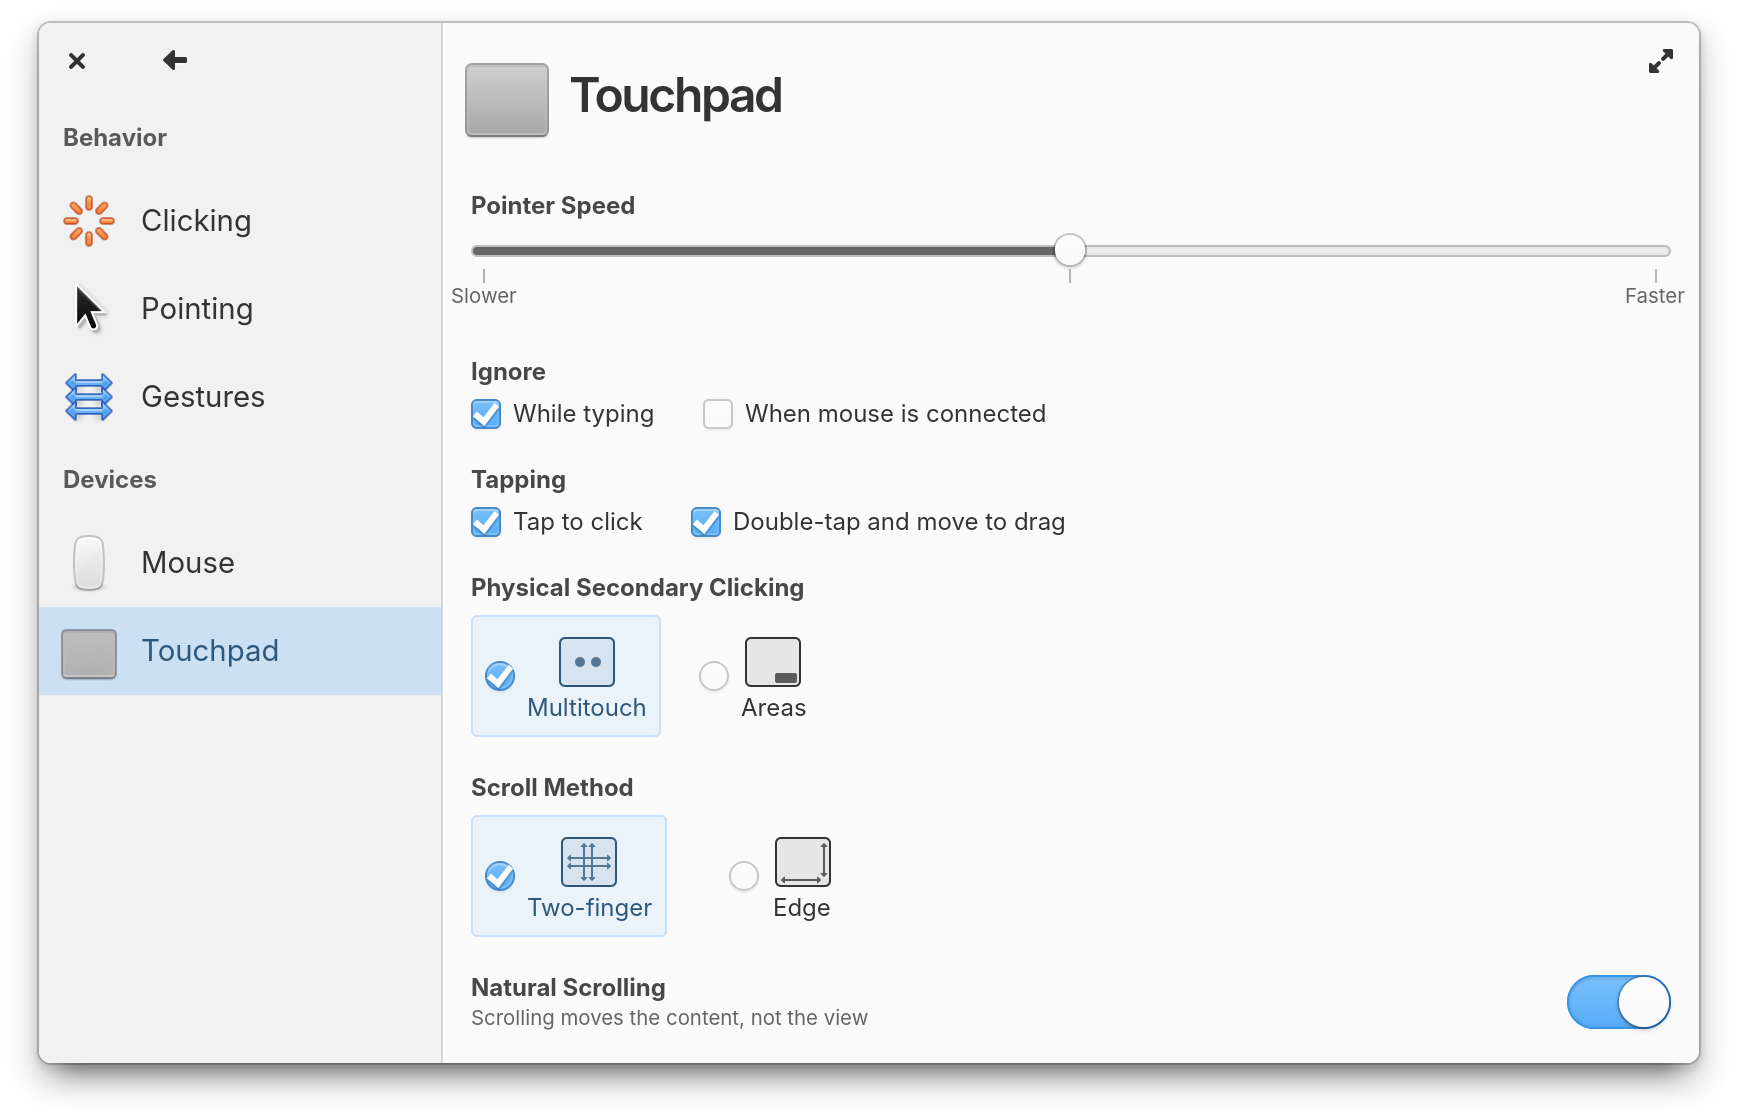 Behavior
Clicking
Pointing
Gestures
Devices
Mouse
Touchpad
Touchpad
Pointer Speed
Slower Faster
Ignore
While typing When mouse is connected
Tapping
Tap to click Double-tap and move to drag
Physical Secondary Clicking
Multitouch Areas
Scroll Method
Two-finger Edge
Natural Scrolling
Scrolling moves the content, not the view